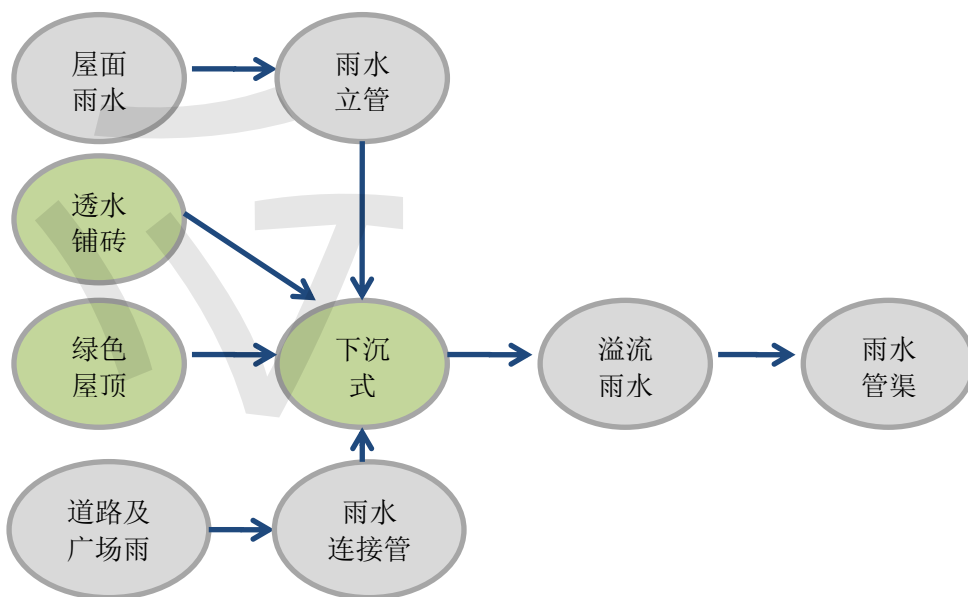 屋面
雨水
雨水
立管
透水
铺砖
绿色
屋顶
下沉
式
溢流
雨水
雨水
管渠
道路及
广场雨
雨水
连接管